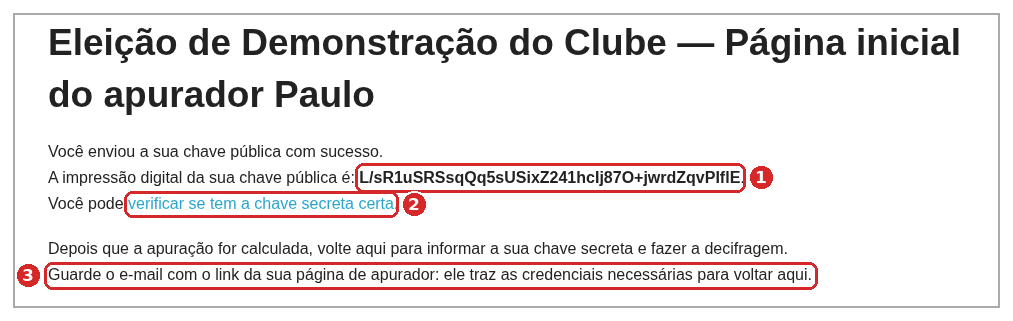 Eleição de Demonstração do Clube — Página inicial
do apurador Paulo
Você enviou a sua chave pública com sucesso.
A impressão digital da sua chave pública é: L/sR1uSRSsqQq5sUSixZ241hcIj87O+jwrdZqvPIfIE. 1
Você pode verificar se tem a chave secreta certa. 2
Depois que a apuração for calculada, volte aqui para informar a sua chave secreta e fazer a decifragem.
3 Guarde o e-mail com o link da sua página de apurador: ele traz as credenciais necessárias para voltar aqui.